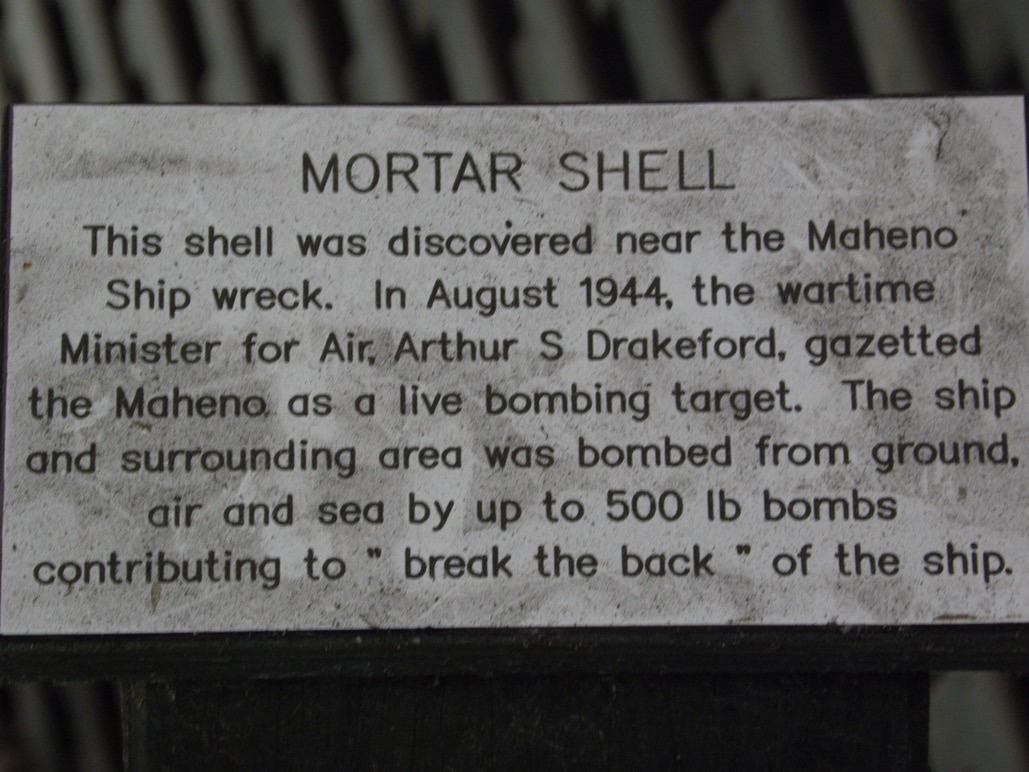 MORTAR SHELL
This shell was discovered near the Maheno
Ship wreck. In August 1944, the wartime
Minister for Air, Arthur S Drakeford, gazetted
the Maheno as a live bombing target. The ship
and surrounding area was bombed from ground,
air and sea by up to 500 lb bombs
contributing to " break the back " of the ship.